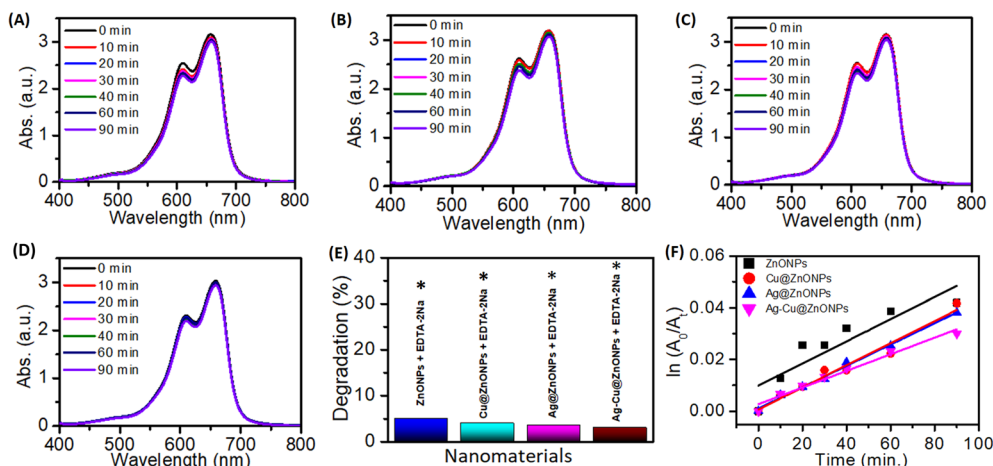 (A)
0 min
10 min
20 min
30 min
40 min
60 min
90 min
Abs. (a.u.)
3
2
1
0
400 500 600 700 800
Wavelength (nm)
(B)
0 min
10 min
20 min
30 min
40 min
60 min
90 min
Abs. (a.u.)
3
2
1
0
400 500 600 700 800
Wavelength (nm)
(C)
0 min
10 min
20 min
30 min
40 min
60 min
90 min
Abs. (a.u.)
3
2
1
0
400 500 600 700 800
Wavelength (nm)
(D)
0 min
10 min
20 min
30 min
40 min
60 min
90 min
Abs. (a.u.)
3
2
1
0
400 500 600 700 800
Wavelength (nm)
(E)
Degradation (%)
40
35
30
25
20
15
10
5
0
ZnONPs + EDTA-2Na *
Cu@ZnONPs + EDTA-2Na *
Ag@ZnONPs + EDTA-2Na *
Ag-Cu@ZnONPs + EDTA-2Na *
Nanomaterials
(F)
ZnONPs
Cu@ZnONPs
Ag@ZnONPs
Ag-Cu@ZnONPs
ln (A₀/Aₜ)
0.06
0.04
0.02
0.00
0 20 40 60 80 100
Time (min.)